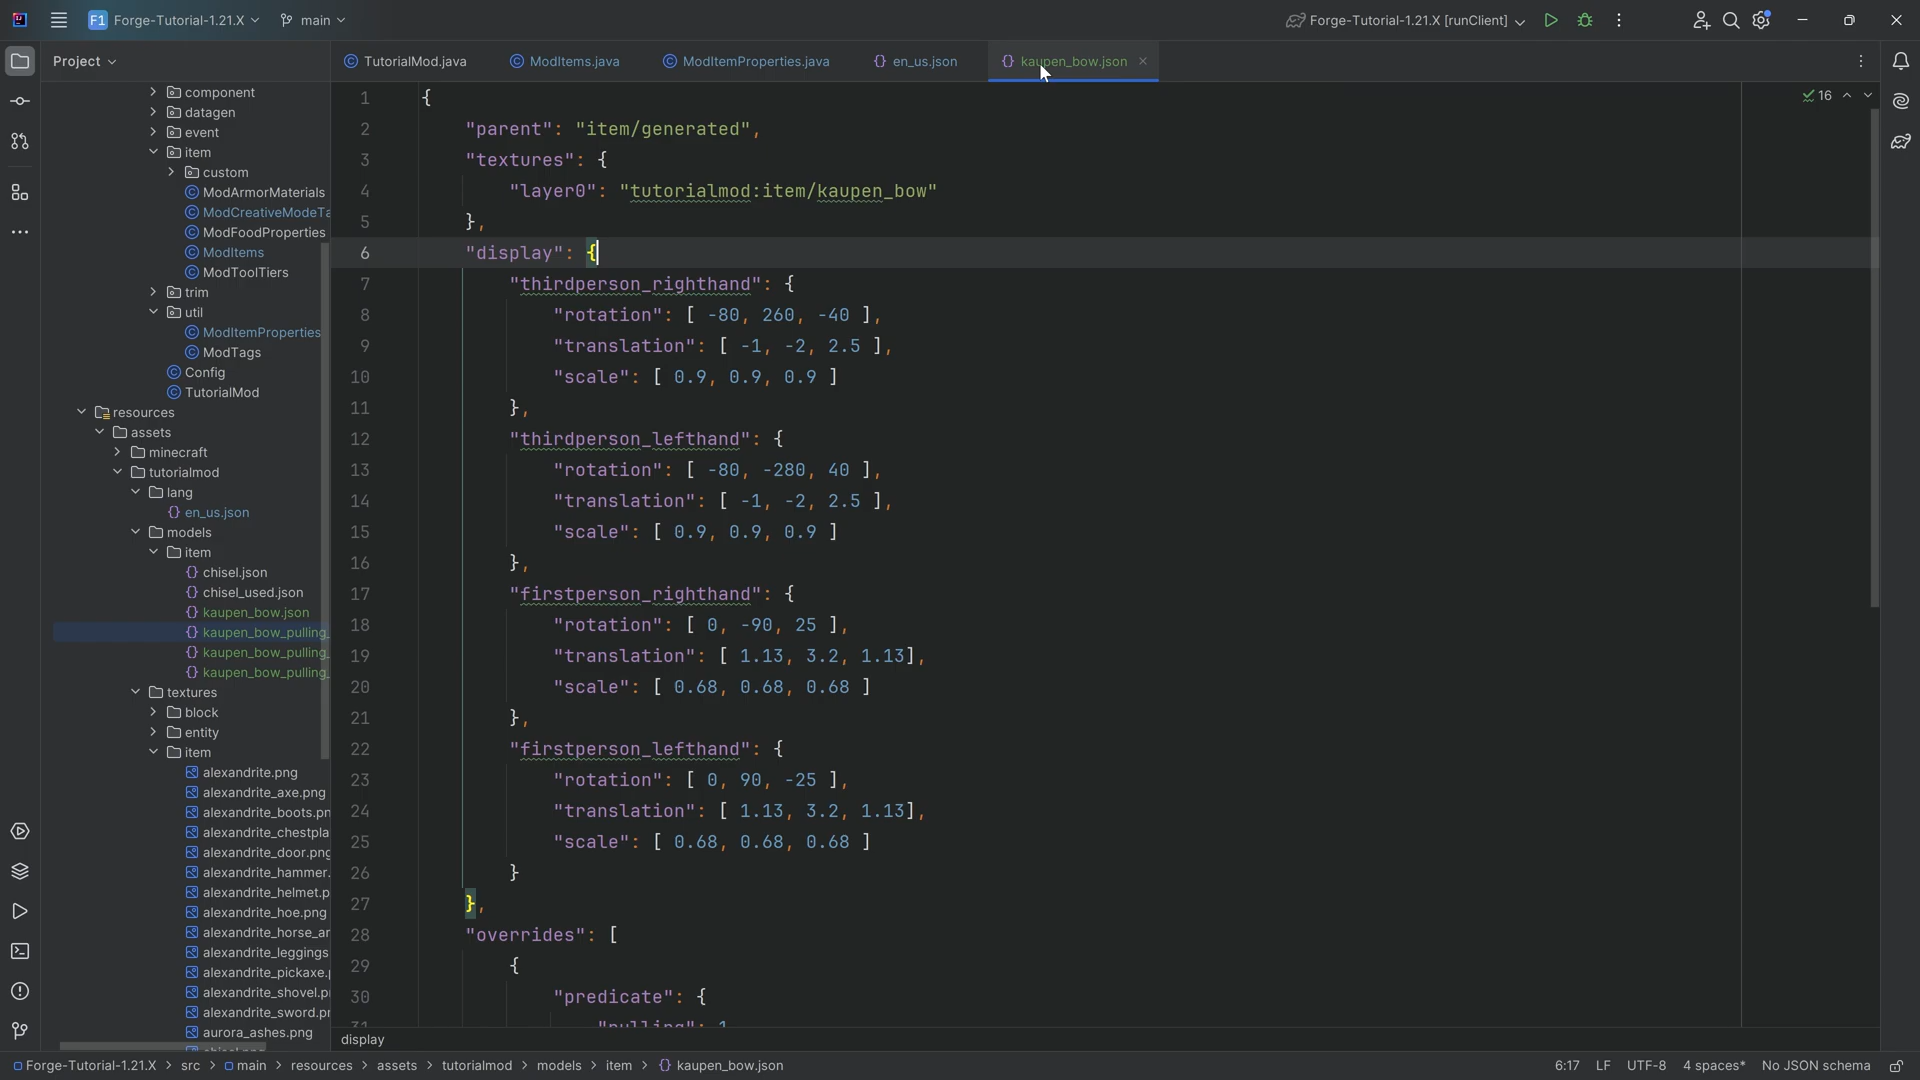 F1 Forge-Tutorial-1.21.X main Forge-Tutorial-1.21.X [runClient]
Project
component
datagen
event
item
custom
ModArmorMaterials
ModCreativeModeTa
ModFoodProperties
ModItems
ModToolTiers
trim
util
ModItemProperties
ModTags
Config
TutorialMod
resources
assets
minecraft
tutorialmod
lang
en_us.json
models
item
chisel.json
chisel_used.json
kaupen_bow.json
kaupen_bow_pulling_
kaupen_bow_pulling_
kaupen_bow_pulling_
textures
block
entity
item
alexandrite.png
alexandrite_axe.png
alexandrite_boots.pn
alexandrite_chestpla
alexandrite_door.png
alexandrite_hammer.
alexandrite_helmet.p
alexandrite_hoe.png
alexandrite_horse_ar
alexandrite_leggings
alexandrite_pickaxe.
alexandrite_shovel.p
alexandrite_sword.p
aurora_ashes.png
TutorialMod.java ModItems.java ModItemProperties.java en_us.json kaupen_bow.json
16
1 {
2 "parent": "item/generated",
3 "textures": {
4 "layer0": "tutorialmod:item/kaupen_bow"
5 },
6 "display": {
7 "thirdperson_righthand": {
8 "rotation": [ -80, 260, -40 ],
9 "translation": [ -1, -2, 2.5 ],
10 "scale": [ 0.9, 0.9, 0.9 ]
11 },
12 "thirdperson_lefthand": {
13 "rotation": [ -80, -280, 40 ],
14 "translation": [ -1, -2, 2.5 ],
15 "scale": [ 0.9, 0.9, 0.9 ]
16 },
17 "firstperson_righthand": {
18 "rotation": [ 0, -90, 25 ],
19 "translation": [ 1.13, 3.2, 1.13],
20 "scale": [ 0.68, 0.68, 0.68 ]
21 },
22 "firstperson_lefthand": {
23 "rotation": [ 0, 90, -25 ],
24 "translation": [ 1.13, 3.2, 1.13],
25 "scale": [ 0.68, 0.68, 0.68 ]
26 }
27 },
28 "overrides": [
29 {
30 "predicate": {
31 "pulling": 1
display
Forge-Tutorial-1.21.X > src > main > resources > assets > tutorialmod > models > item > kaupen_bow.json 6:17 LF UTF-8 4 spaces* No JSON schema